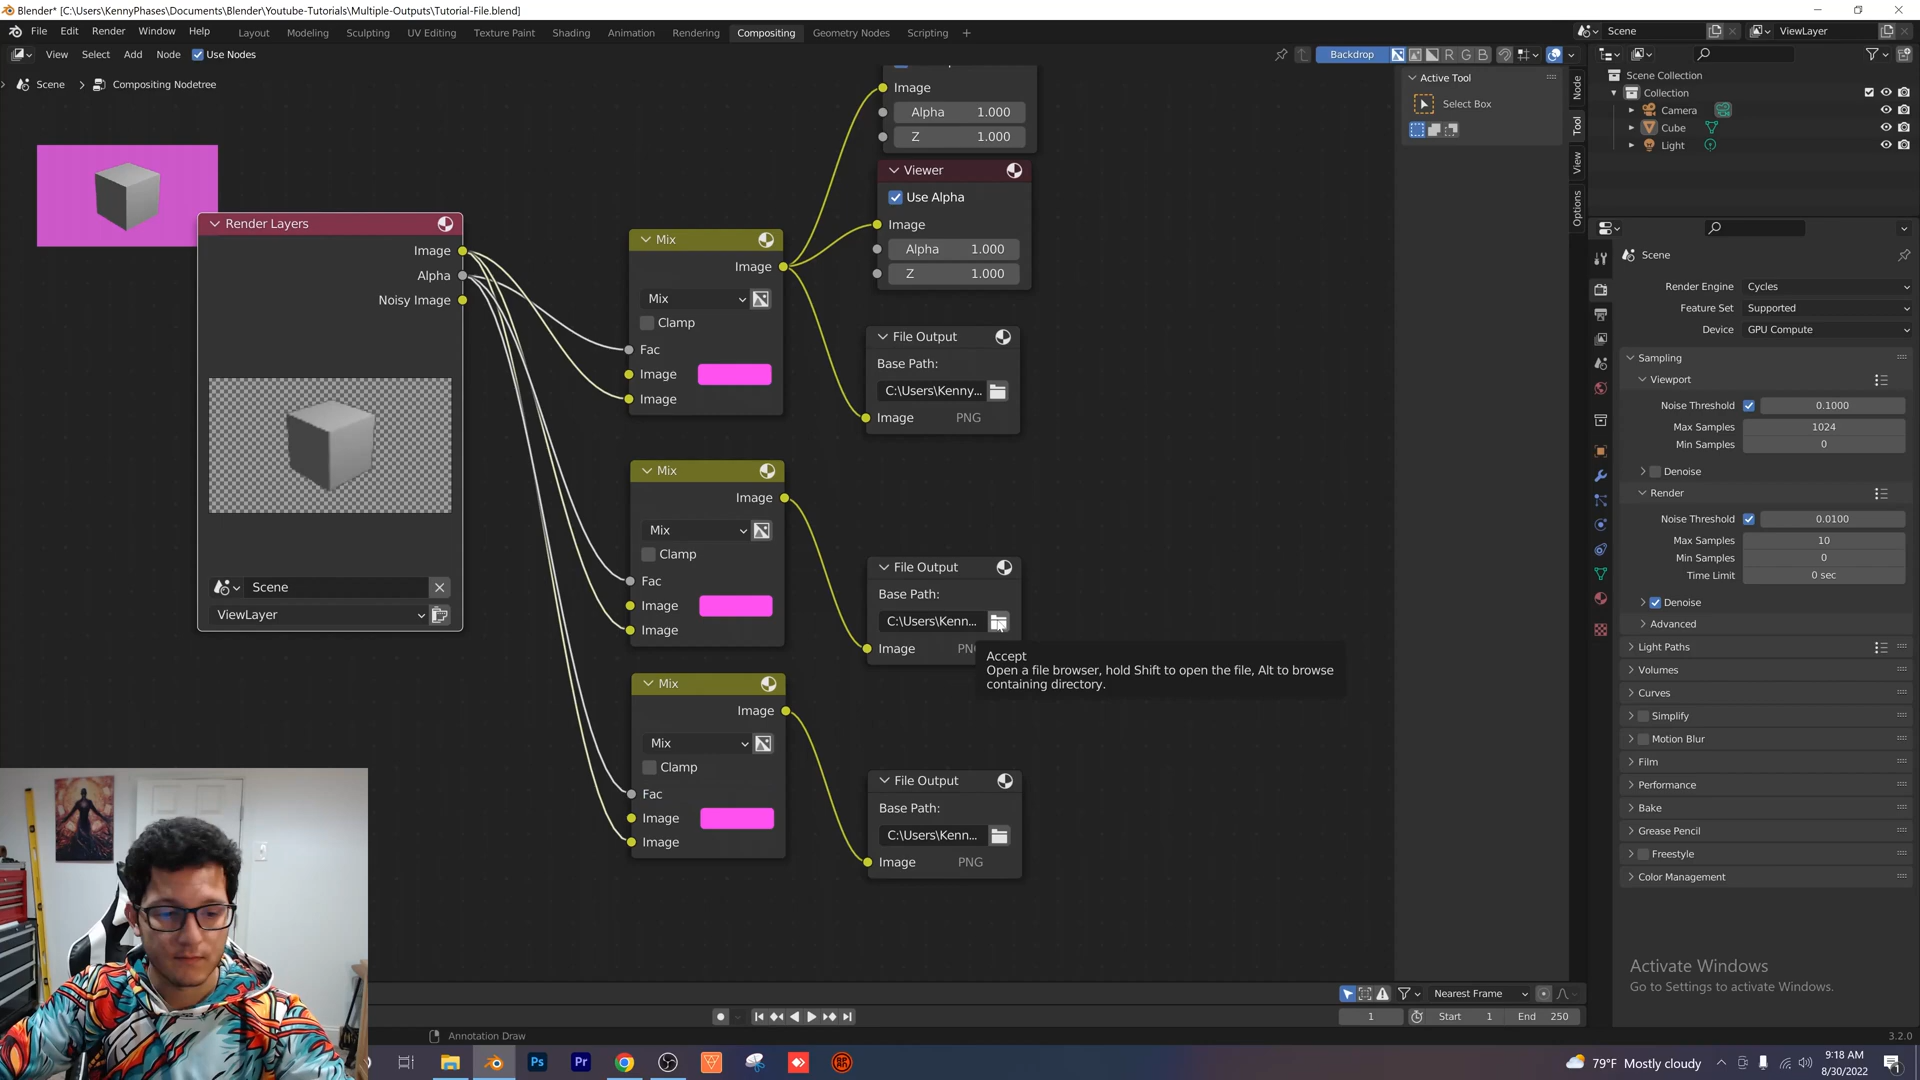 Blender* [C:\Users\KennyPhases\Documents\Blender\Youtube-Tutorials\Multiple-Outputs\Tutorial-File.blend]
File Edit Render Window Help Layout Modeling Sculpting UV Editing Texture Paint Shading Animation Rendering Compositing Geometry Nodes Scripting + Scene ViewLayer
View Select Add Node Use Nodes Backdrop R G B
Scene > Compositing Nodetree
Active Tool
Select Box
Node
Tool
View
Options
Scene Collection
Collection
Camera
Cube
Light
Image
Alpha 1.000
Z 1.000
Viewer
Use Alpha
Image
Alpha 1.000
Z 1.000
Render Layers
Image
Alpha
Noisy Image
Scene
ViewLayer
Mix
Image
Mix
Clamp
Fac
Image
Image
File Output
Base Path:
C:\Users\Kenny...
Image PNG
Mix
Image
Mix
Clamp
Fac
Image
Image
File Output
Base Path:
C:\Users\Kenn...
Image
Accept
Open a file browser, hold Shift to open the file, Alt to browse
containing directory.
Mix
Image
Mix
Clamp
Fac
Image
Image
File Output
Base Path:
C:\Users\Kenn...
Image PNG
Scene
Render Engine Cycles
Feature Set Supported
Device GPU Compute
Sampling
Viewport
Noise Threshold 0.1000
Max Samples 1024
Min Samples 0
Denoise
Render
Noise Threshold 0.0100
Max Samples 10
Min Samples 0
Time Limit 0 sec
Denoise
Advanced
Light Paths
Volumes
Curves
Simplify
Motion Blur
Film
Performance
Bake
Grease Pencil
Freestyle
Color Management
Activate Windows
Go to Settings to activate Windows.
Nearest Frame
1 Start 1 End 250
Annotation Draw
3.2.0
Ps Pr
79°F Mostly cloudy
9:18 AM
8/30/2022
1